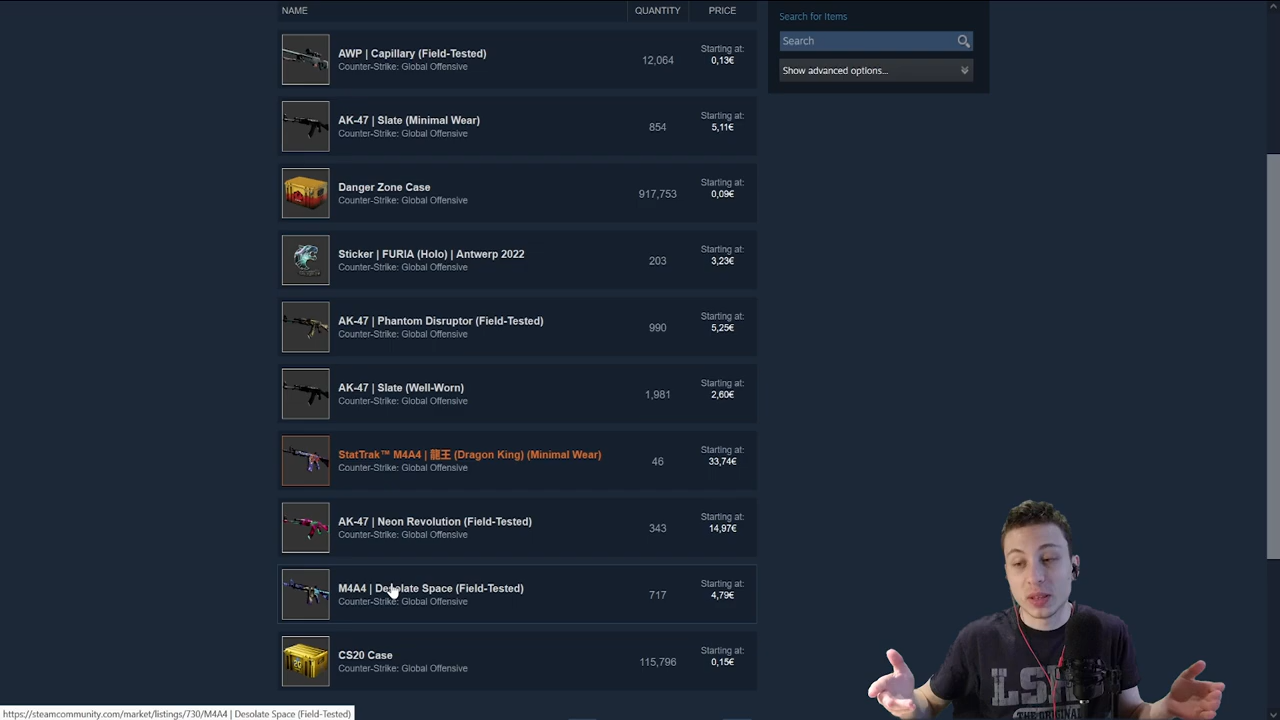 NAME QUANTITY PRICE
Search for Items
Search
Show advanced options...
AWP | Capillary (Field-Tested)
Counter-Strike: Global Offensive
12,064
Starting at:
0,13€
AK-47 | Slate (Minimal Wear)
Counter-Strike: Global Offensive
854
Starting at:
5,11€
Danger Zone Case
Counter-Strike: Global Offensive
917,753
Starting at:
0,09€
Sticker | FURIA (Holo) | Antwerp 2022
Counter-Strike: Global Offensive
203
Starting at:
3,23€
AK-47 | Phantom Disruptor (Field-Tested)
Counter-Strike: Global Offensive
990
Starting at:
5,25€
AK-47 | Slate (Well-Worn)
Counter-Strike: Global Offensive
1,981
Starting at:
2,60€
StatTrak™ M4A4 | 龍王 (Dragon King) (Minimal Wear)
Counter-Strike: Global Offensive
46
Starting at:
33,74€
AK-47 | Neon Revolution (Field-Tested)
Counter-Strike: Global Offensive
343
Starting at:
14,97€
M4A4 | Desolate Space (Field-Tested)
Counter-Strike: Global Offensive
717
Starting at:
4,79€
CS20 Case
Counter-Strike: Global Offensive
115,796
Starting at:
0,15€
https://steamcommunity.com/market/listings/730/M4A4 | Desolate Space (Field-Tested)
THE ORIGINAL